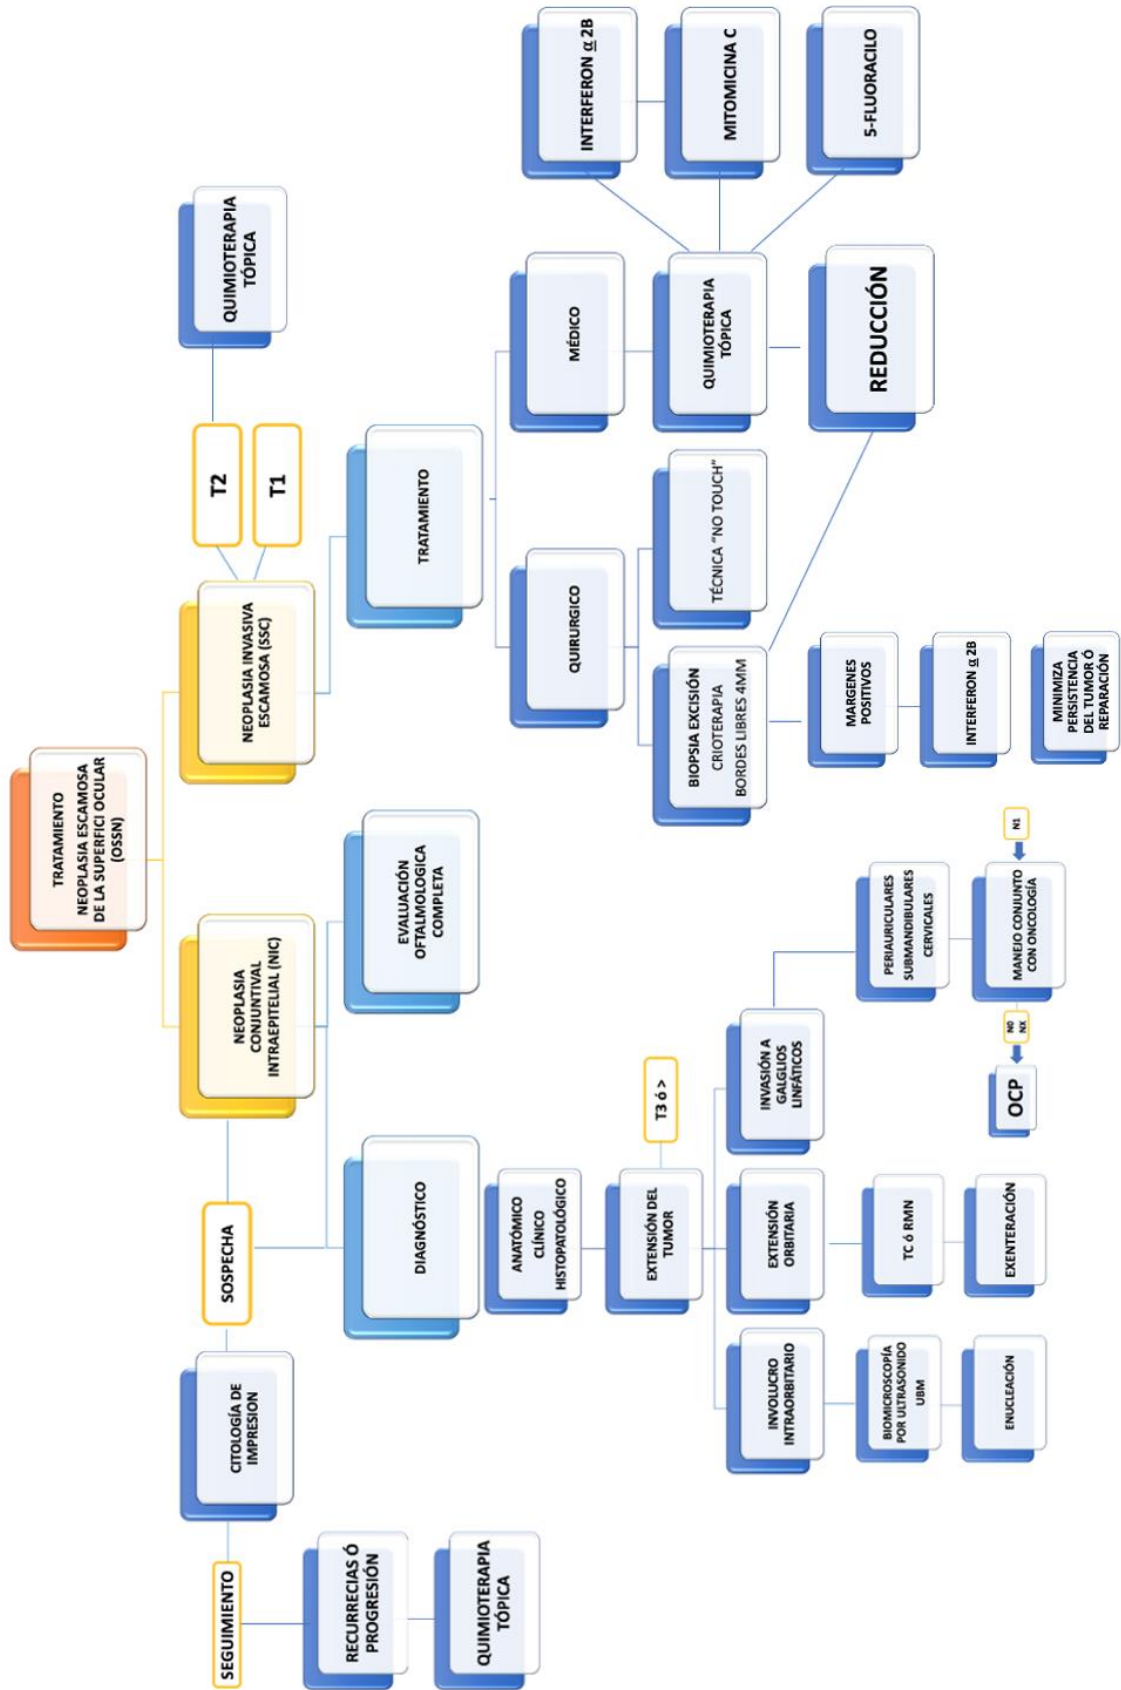 TRATAMIENTO
NEOPLASIA ESCAMOSA
DE LA SUPERFICI OCULAR
(OSSN)
NEOPLASIA
CONJUNTIVAL
INTRAEPITELIAL (NIC)
NEOPLASIA INVASIVA
ESCAMOSA (SSC)
T2
T1
QUIMIOTERAPIA
TÓPICA
SEGUIMIENTO
CITOLOGÍA DE
IMPRESION
SOSPECHA
RECURRECIAS Ó
PROGRESIÓN
QUIMIOTERAPIA
TÓPICA
DIAGNÓSTICO
EVALUACIÓN
OFTALMOLOGICA
COMPLETA
TRATAMIENTO
ANATÓMICO
CLÍNICO
HISTOPATOLÓGICO
EXTENSIÓN DEL
TUMOR
T3 ó >
INVOLUCRO
INTRAORBITARIO
EXTENSIÓN
ORBITARIA
INVASIÓN A
GALGLIOS
LINFÁTICOS
BIOMICROSCOPÍA
POR ULTRASONIDO
UBM
TC ó RMN
PERIAURICULARES
SUBMANDIBULARES
CERVICALES
ENUCLEACIÓN
EXENTERACIÓN
OCP
N0
NX
MANEJO CONJUNTO
CON ONCOLOGÍA
N1
QUIRURGICO
MÉDICO
BIOPSIA EXCISIÓN
CRIOTERAPIA
BORDES LIBRES 4MM
TÉCNICA "NO TOUCH"
QUIMIOTERAPIA
TÓPICA
INTERFERON α 2B
MITOMICINA C
5-FLUORACILO
REDUCCIÓN
MARGENES
POSITIVOS
INTERFERON α 2B
MINIMIZA
PERSISTENCIA
DEL TUMOR Ó
REPARACIÓN